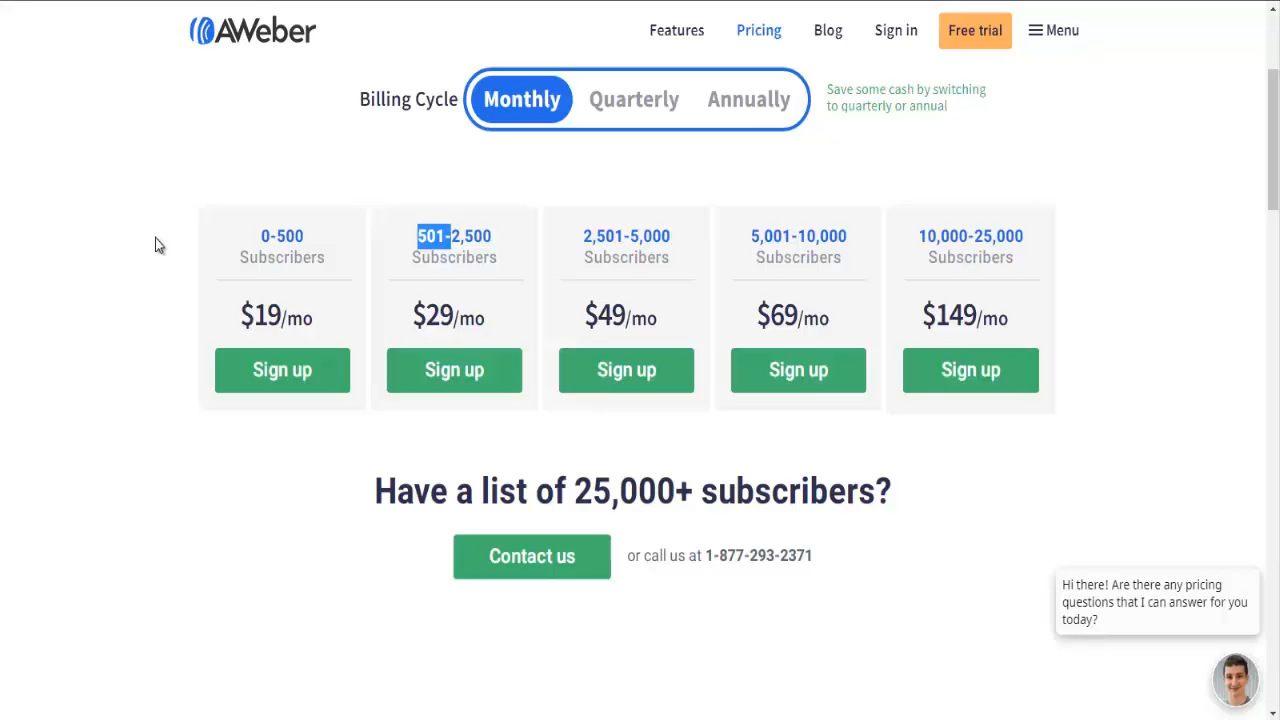 AWeber
Features Pricing Blog Sign in Free trial Menu
Billing Cycle Monthly Quarterly Annually
Save some cash by switching
to quarterly or annual
0-500
Subscribers
$19/mo
Sign up
501-2,500
Subscribers
$29/mo
Sign up
2,501-5,000
Subscribers
$49/mo
Sign up
5,001-10,000
Subscribers
$69/mo
Sign up
10,000-25,000
Subscribers
$149/mo
Sign up
Have a list of 25,000+ subscribers?
Contact us or call us at 1-877-293-2371
Hi there! Are there any pricing
questions that I can answer for you
today?